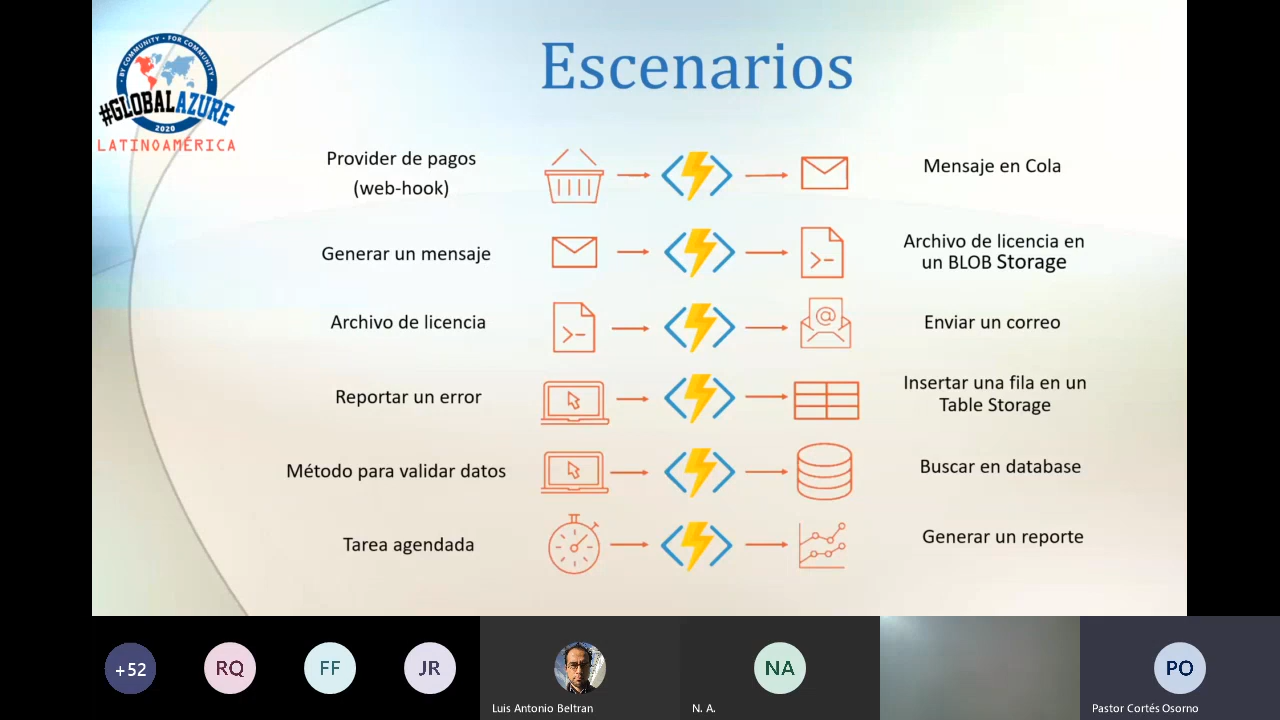 Escenarios
BY COMMUNITY • FOR COMMUNITY
#GLOBALAZURE
2020
LATINOAMÉRICA
Provider de pagos
(web-hook)
Mensaje en Cola
Generar un mensaje
Archivo de licencia en
un BLOB Storage
Archivo de licencia
@
Enviar un correo
Reportar un error
Insertar una fila en un
Table Storage
Método para validar datos
Buscar en database
Tarea agendada
Generar un reporte
+52
RQ
FF
JR
Luis Antonio Beltran
NA
N. A.
PO
Pastor Cortés Osorno